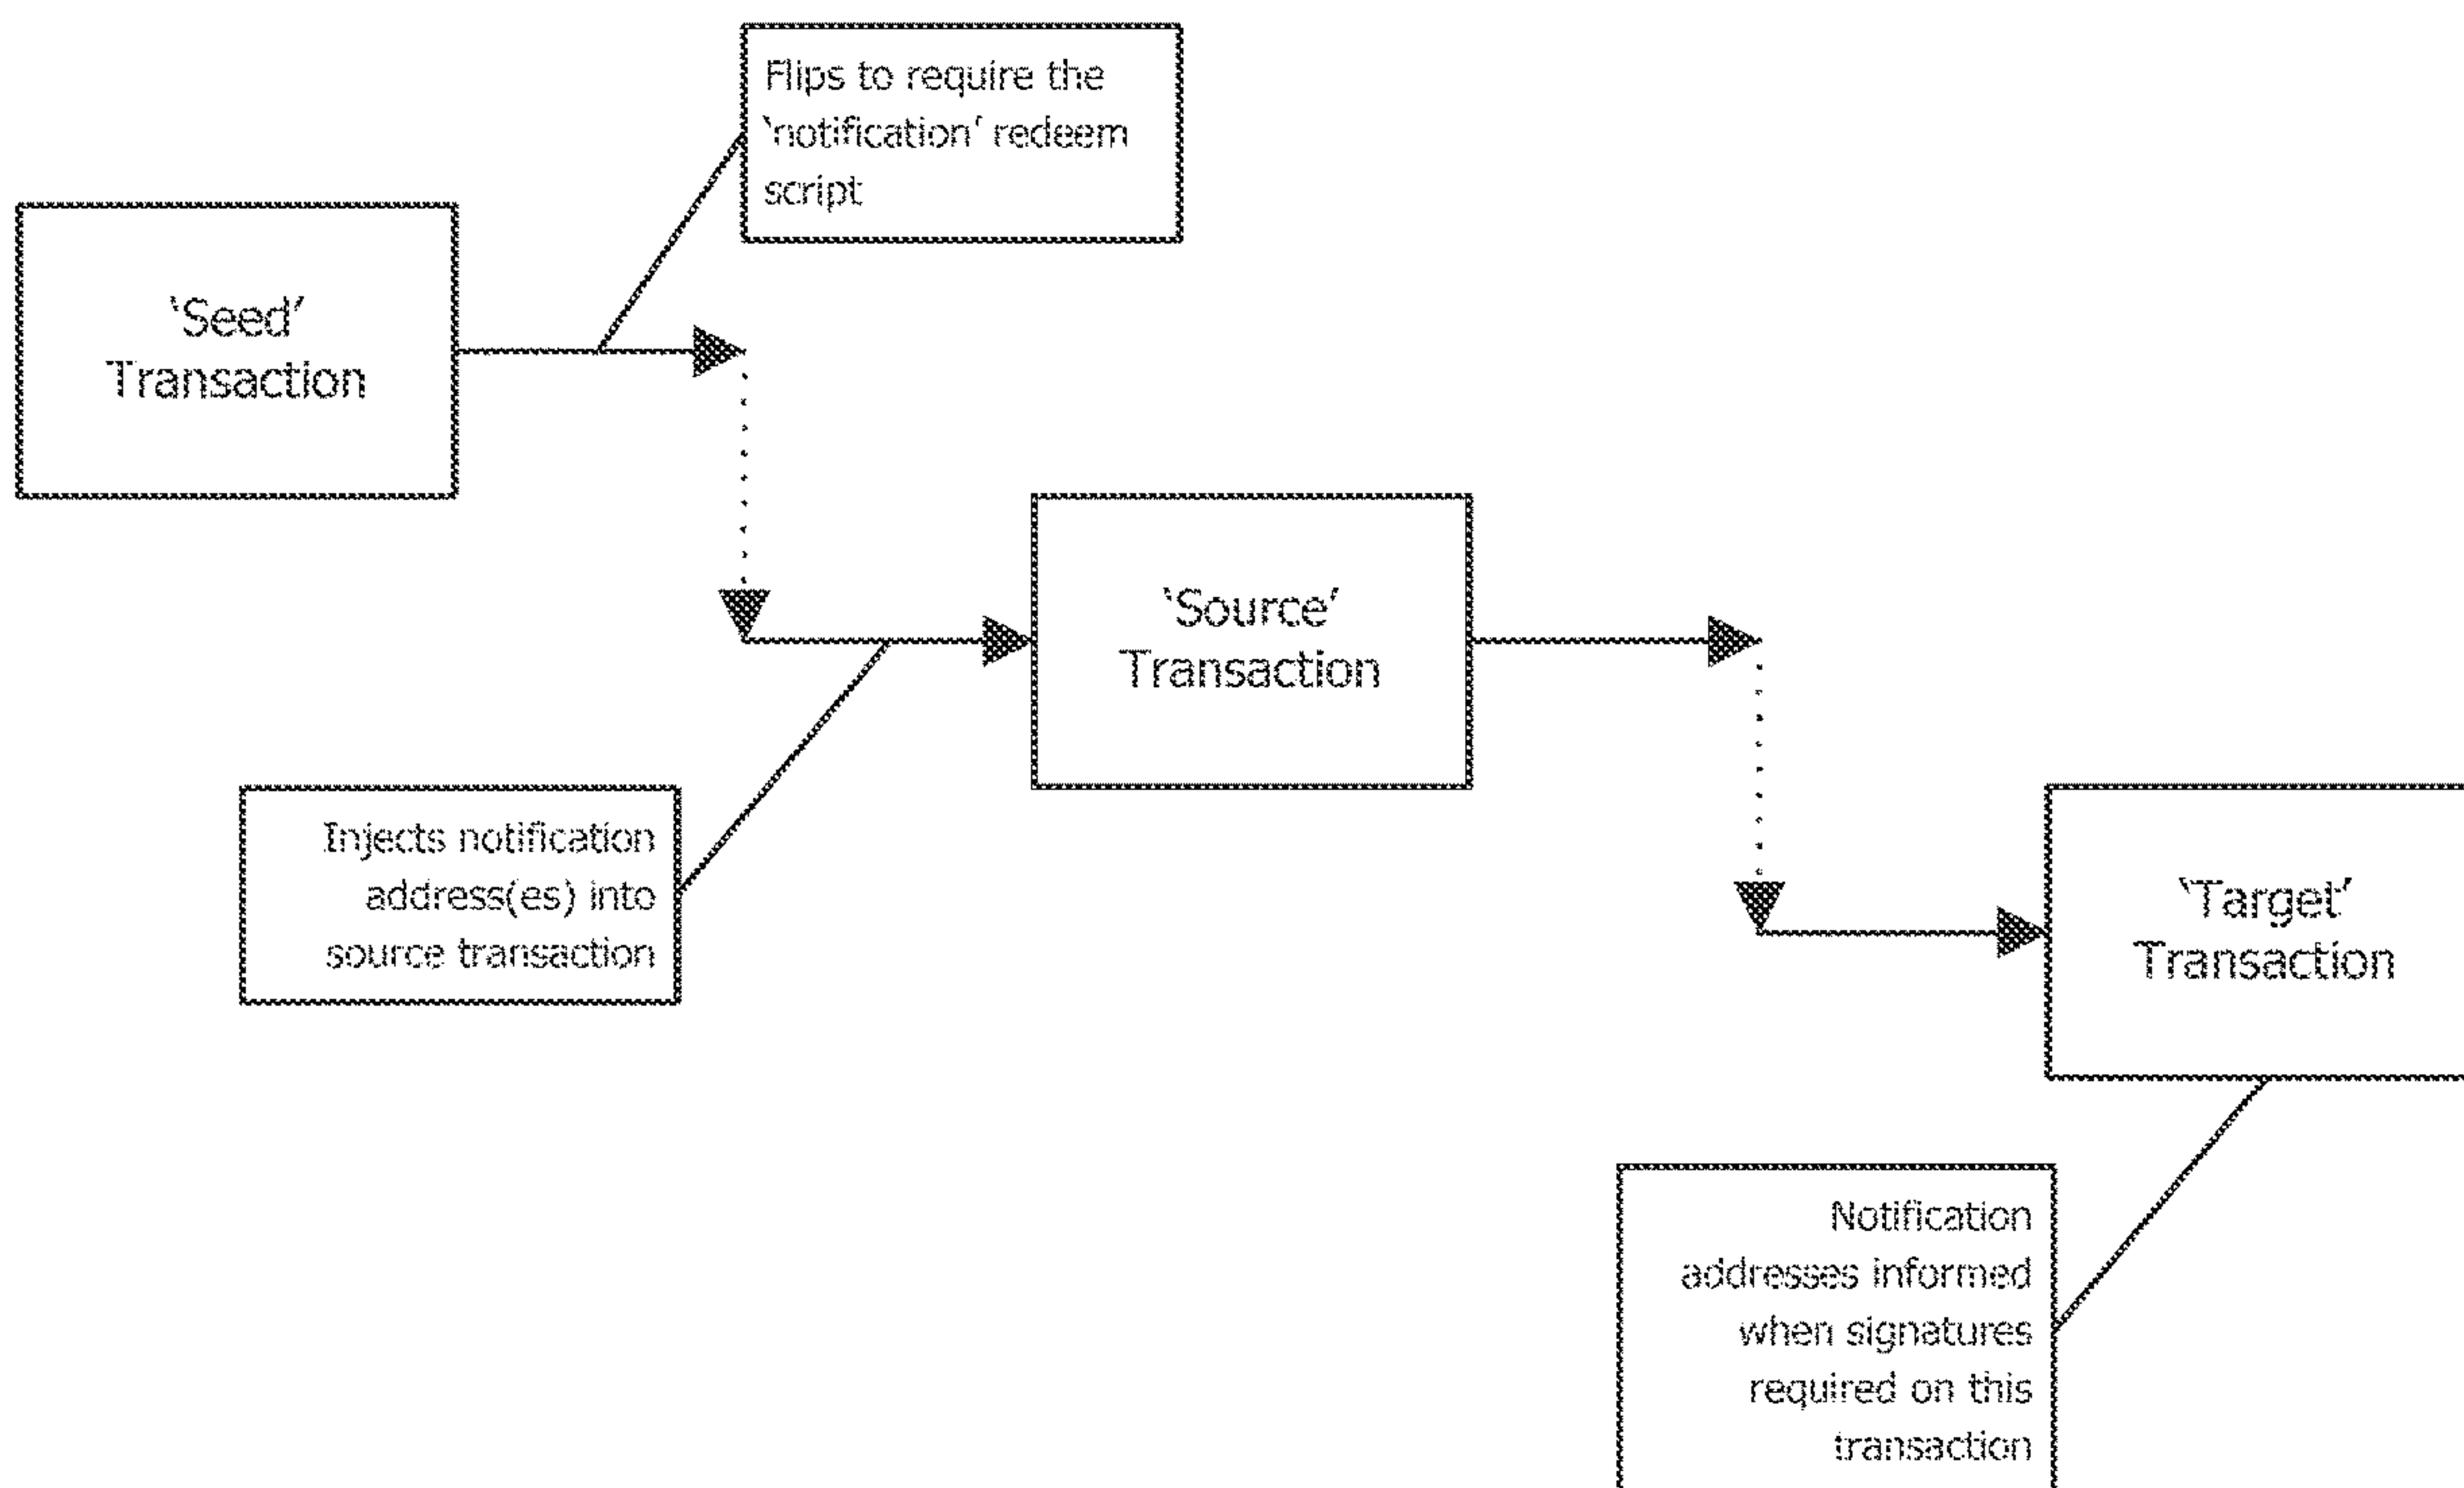 Flips to require the
‘notification’ redeem
script
‘Seed’
Transaction
‘Source’
Transaction
Injects notification
address(es) into
source transaction
‘Target’
Transaction
Notification
addresses informed
when signatures
required on this
transaction